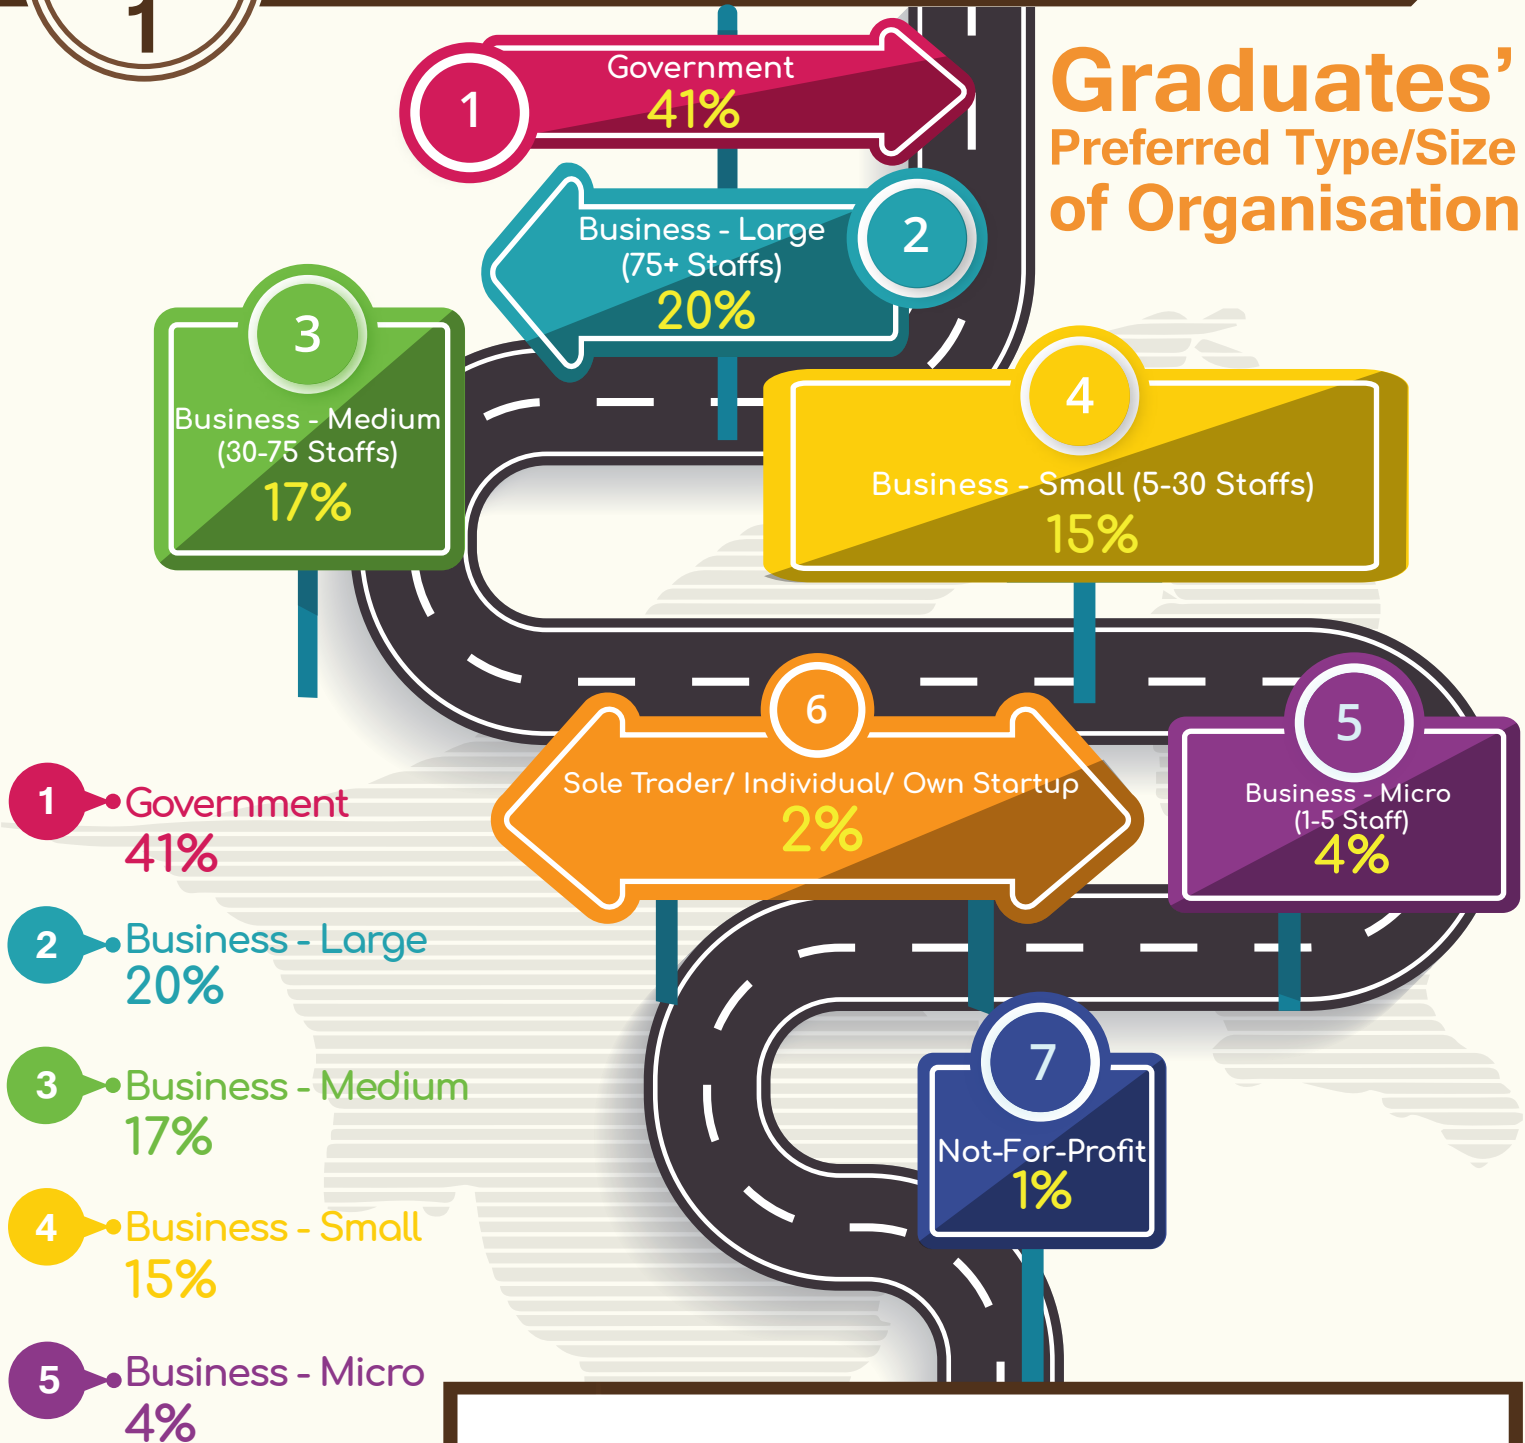 1
Graduates’
Preferred Type/Size
of Organisation
1
Government
41%
2
Business - Large
(75+ Staffs)
20%
3
Business - Medium
(30-75 Staffs)
17%
4
Business - Small (5-30 Staffs)
15%
5
Business - Micro
(1-5 Staff)
4%
6
Sole Trader/ Individual/ Own Startup
2%
7
Not-For-Profit
1%
1
Government
41%
2
Business - Large
20%
3
Business - Medium
17%
4
Business - Small
15%
5
Business - Micro
4%